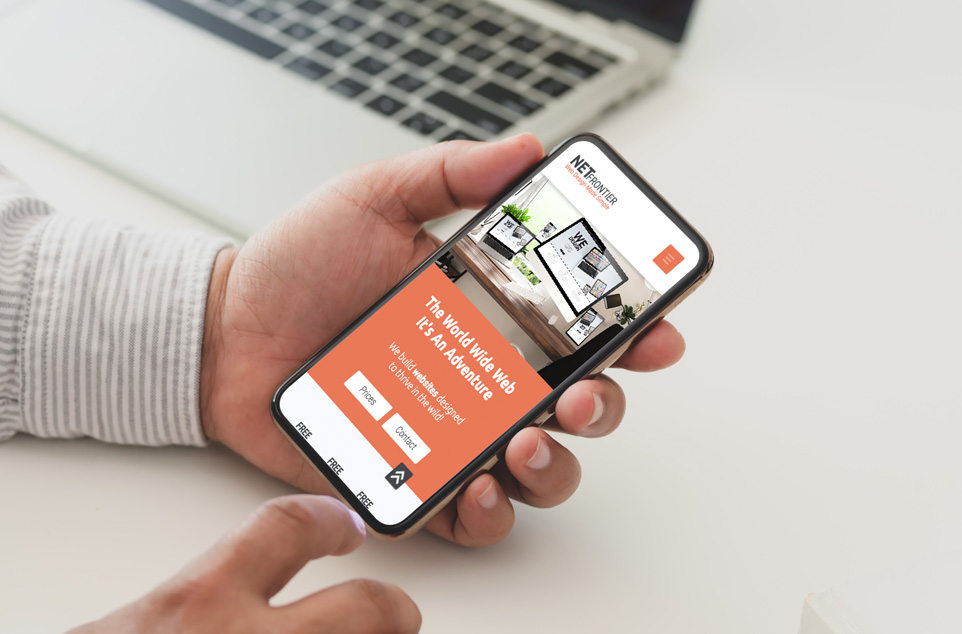 NETFRONTIER
Web Design Made Simple
WE
DESIGN
The World Wide Web
It's An Adventure
We build websites designed
to thrive in the wild!
Prices
Contact
FREE
FREE
FREE